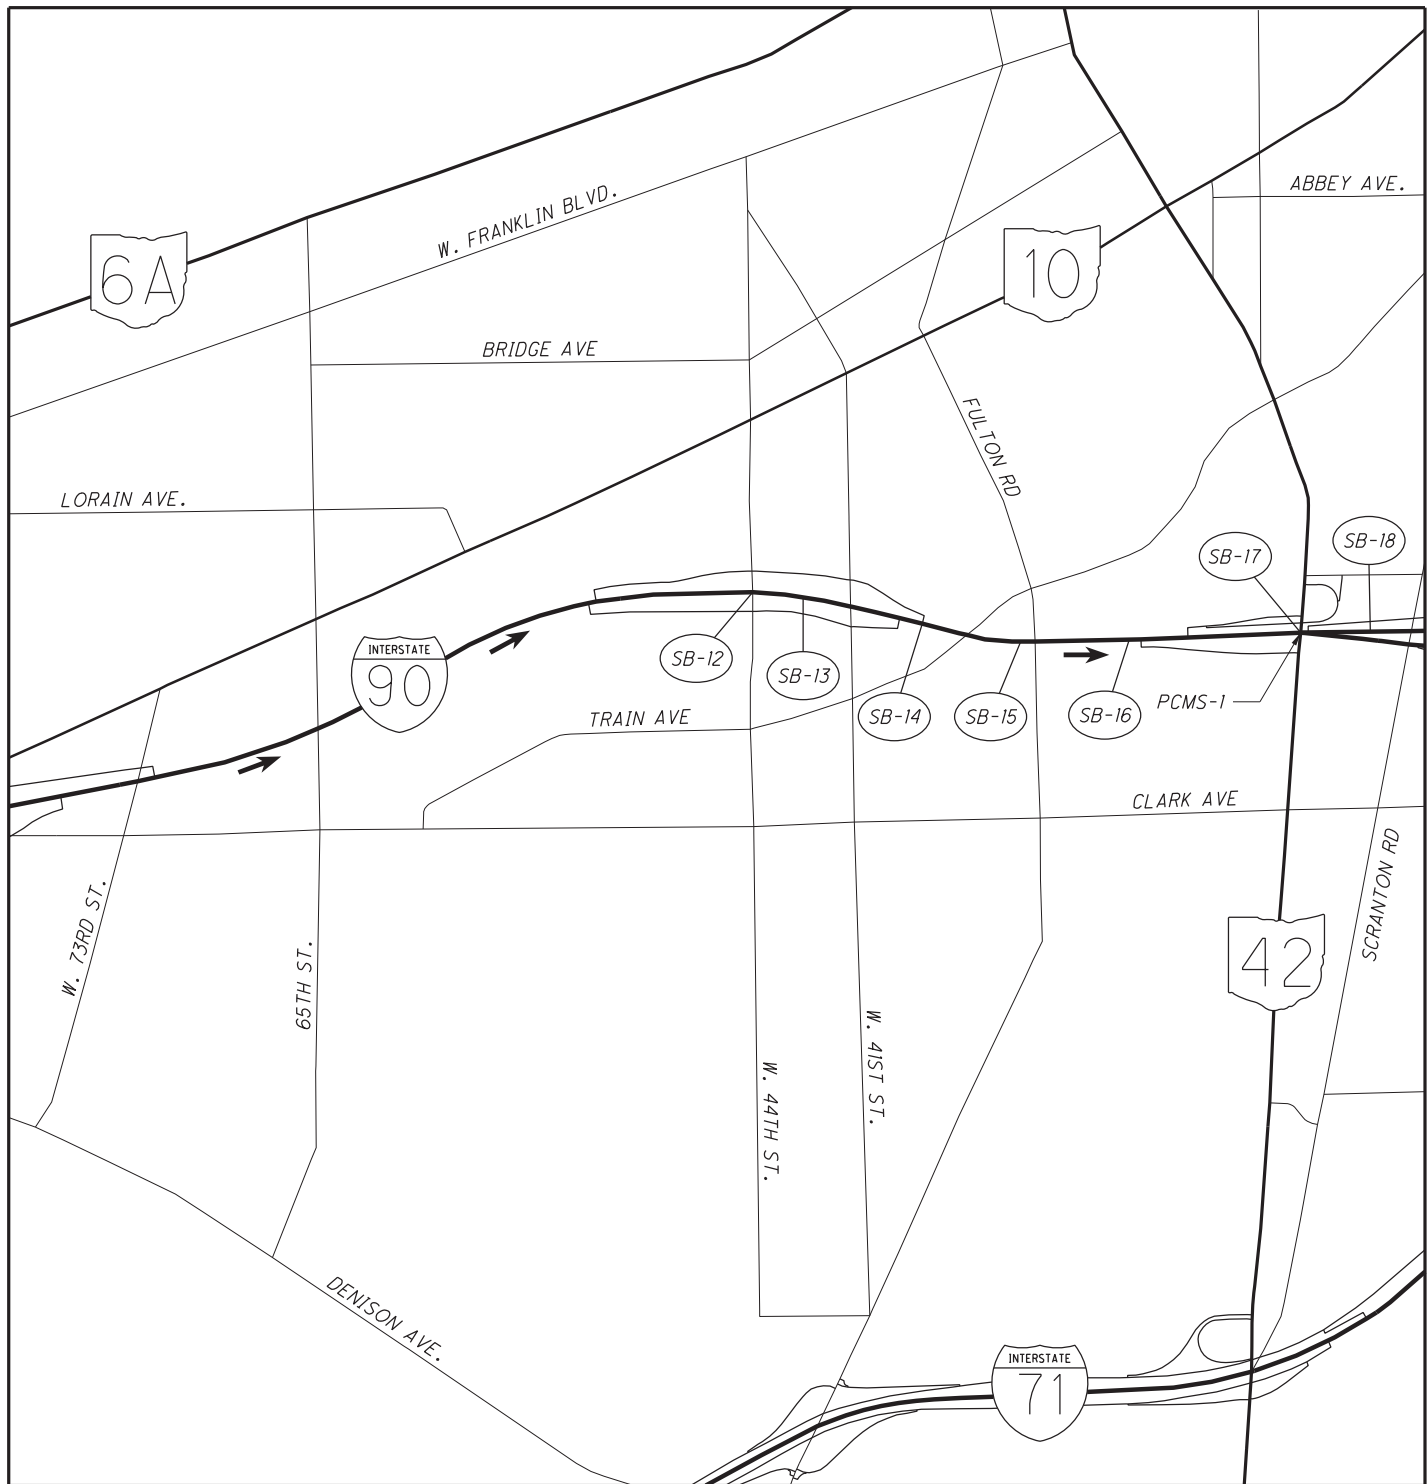 ABBEY AVE.
W. FRANKLIN BLVD.
6A
10
BRIDGE AVE
FULTON RD
LORAIN AVE.
SB-17
SB-18
INTERSTATE
90
SB-12
SB-13
SB-14
SB-15
SB-16
PCMS-1
TRAIN AVE
CLARK AVE
SCRANTON RD
W. 73RD ST.
65TH ST.
42
W. 41ST ST.
W. 44TH ST.
DENISON AVE.
INTERSTATE
71